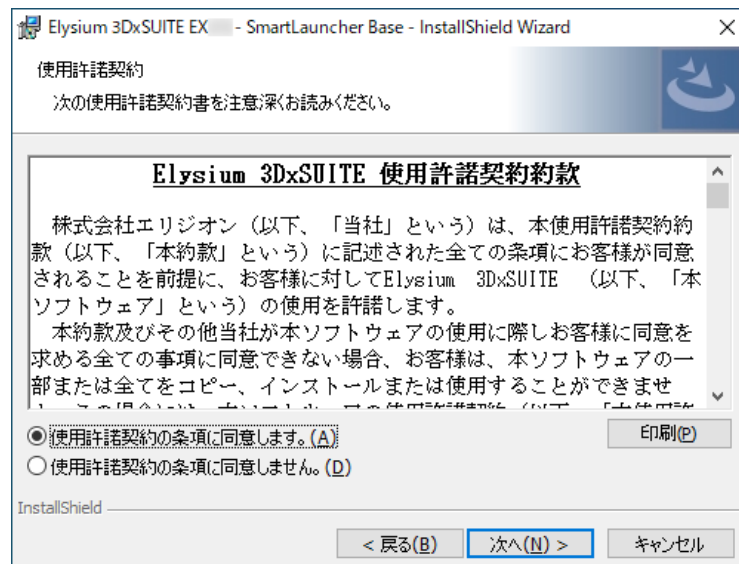 Elysium 3DxSUITE EX - SmartLauncher Base - InstallShield Wizard
使用許諾契約
次の使用許諾契約書を注意深くお読みください。
Elysium 3DxSUITE 使用許諾契約約款
株式会社エリジオン（以下、「当社」という）は、本使用許諾契約約
款（以下、「本約款」という）に記述された全ての条項にお客様が同意
されることを前提に、お客様に対してElysium 3DxSUITE （以下、「本
ソフトウェア」という）の使用を許諾します。
本約款及びその他当社が本ソフトウェアの使用に際しお客様に同意を
求める全ての事項に同意できない場合、お客様は、本ソフトウェアの一
部または全てをコピー、インストールまたは使用することができませ
使用許諾契約の条項に同意します。(A)
印刷(P)
使用許諾契約の条項に同意しません。(D)
InstallShield
< 戻る(B)
次へ(N) >
キャンセル